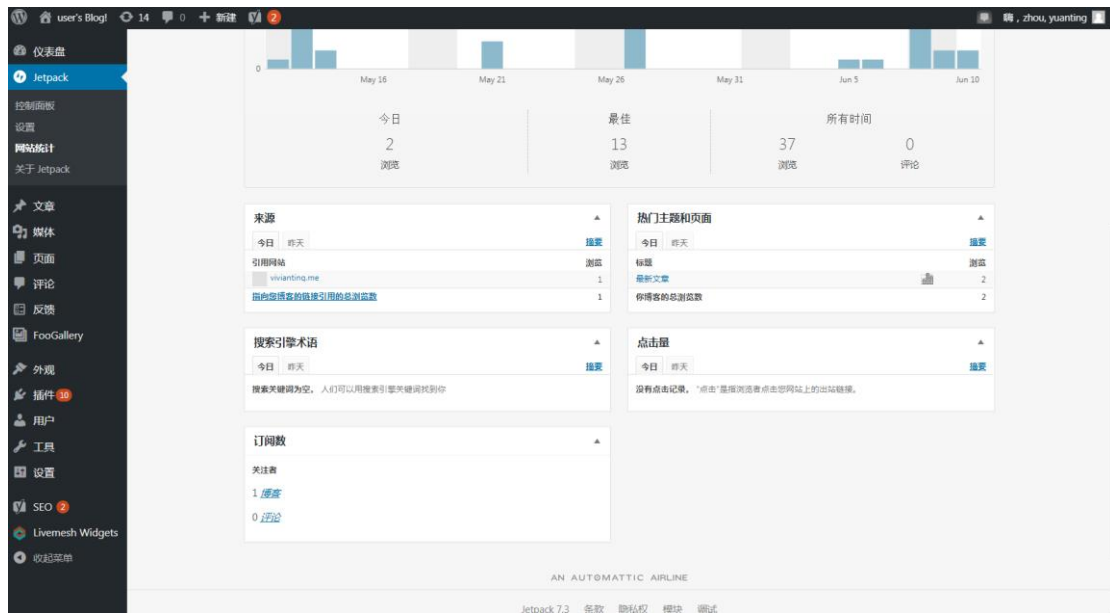 user's Blog! 14 0 新建 2 嗨，zhou, yuanting
仪表盘
Jetpack
控制面板
设置
网站统计
关于 Jetpack
文章
媒体
页面
评论
反馈
FooGallery
外观
插件 10
用户
工具
设置
SEO 2
Livemesh Widgets
收起菜单
0
May 16 May 21 May 26 May 31 Jun 5 Jun 10
今日 最佳 所有时间
2 13 37 0
浏览 浏览 浏览 评论
来源
今日 昨天 摘要
引用网站 浏览
vivianting.me 1
指向您博客的链接引用的总浏览数 1
热门主题和页面
今日 昨天 摘要
标题 浏览
最新文章 2
你博客的总浏览数 2
搜索引擎术语
今日 昨天 摘要
搜索关键词为空。 人们可以用搜索引擎关键词找到你
点击量
今日 昨天 摘要
没有点击记录。 “点击”是指浏览者点击您网站上的出站链接。
订阅数
关注者
1 博客
0 评论
AN AUTOMATTIC AIRLINE
Jetpack 7.3 条款 隐私权 模块 调试